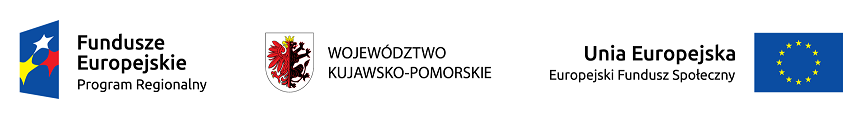 Fundusze
Europejskie
Program Regionalny
WOJEWÓDZTWO
KUJAWSKO-POMORSKIE
Unia Europejska
Europejski Fundusz Społeczny